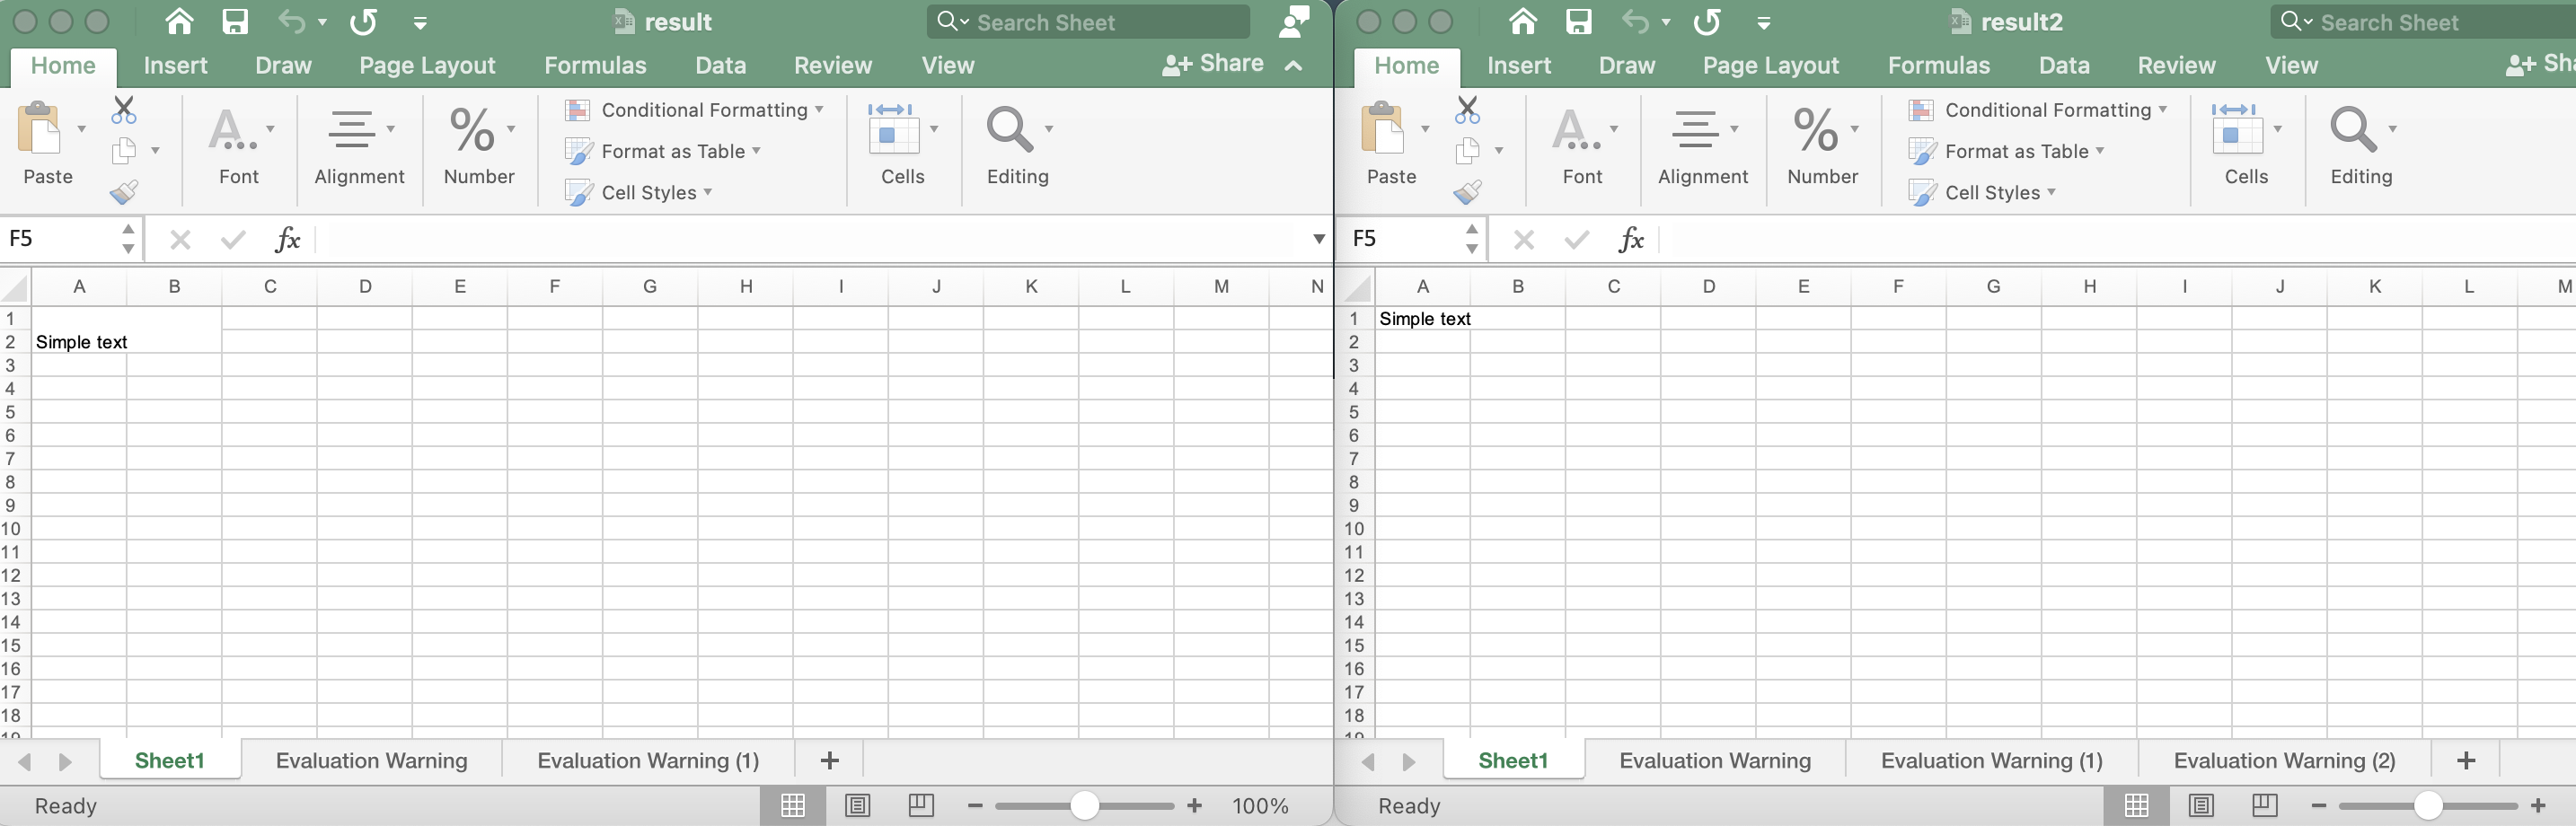 result
Search Sheet
Home Insert Draw Page Layout Formulas Data Review View Share
Paste
Font
Alignment
%
Number
Conditional Formatting
Format as Table
Cell Styles
Cells
Editing
F5 fx
A B C D E F G H I J K L M N
1
2 Simple text
3
4
5
6
7
8
9
10
11
12
13
14
15
16
17
18
Sheet1 Evaluation Warning Evaluation Warning (1) +
Ready 100%
result2
Search Sheet
Home Insert Draw Page Layout Formulas Data Review View
Paste
Font
Alignment
%
Number
Conditional Formatting
Format as Table
Cell Styles
Cells
Editing
F5 fx
A B C D E F G H I J K L M
1 Simple text
2
3
4
5
6
7
8
9
10
11
12
13
14
15
16
17
18
Sheet1 Evaluation Warning Evaluation Warning (1) Evaluation Warning (2) +
Ready